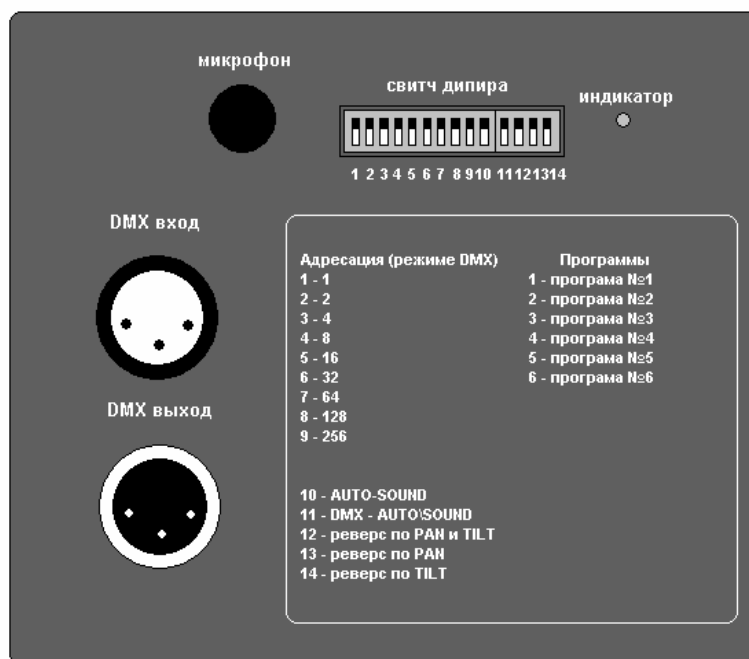 микрофон
свитч дипира
индикатор
1 2 3 4 5 6 7 8 9 10 11 12 13 14
DMX вход
Адресация (режиме DMX)
1 - 1
2 - 2
3 - 4
4 - 8
5 - 16
6 - 32
7 - 64
8 - 128
9 - 256
Программы
1 - програма №1
2 - програма №2
3 - програма №3
4 - програма №4
5 - програма №5
6 - програма №6
DMX выход
10 - AUTO-SOUND
11 - DMX - AUTO\SOUND
12 - реверс по PAN и TILT
13 - реверс по PAN
14 - реверс по TILT